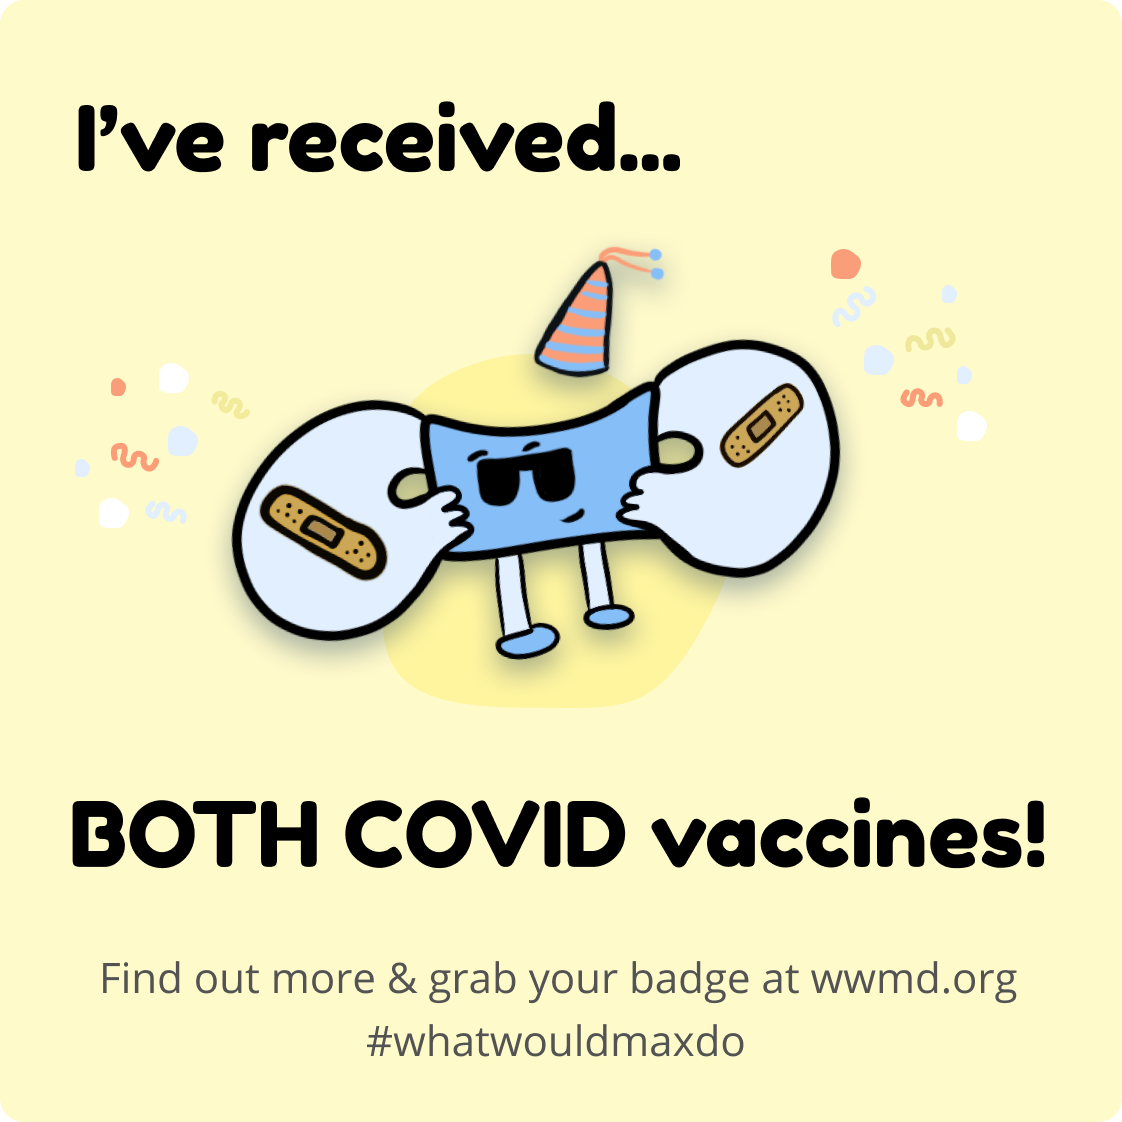 I’ve received...
BOTH COVID vaccines!
Find out more & grab your badge at wwmd.org
#whatwouldmaxdo